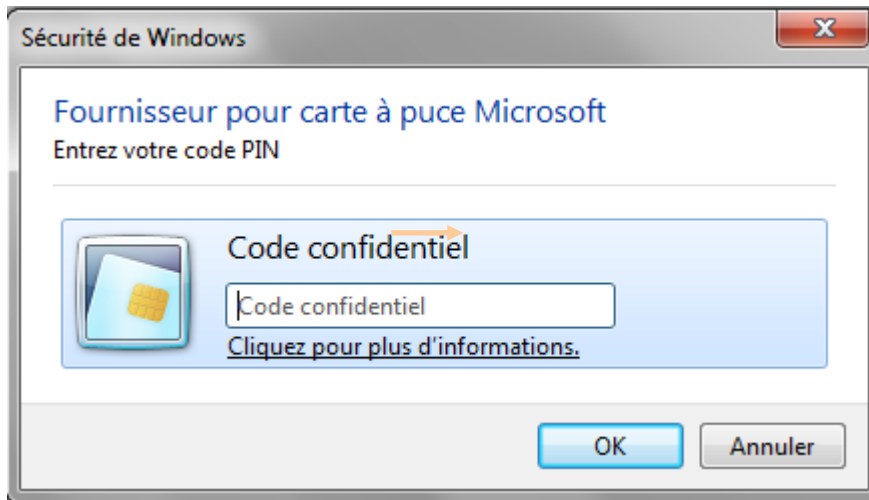 Sécurité de Windows
Fournisseur pour carte à puce Microsoft
Entrez votre code PIN
Code confidentiel
Code confidentiel
Cliquez pour plus d'informations.
OK
Annuler